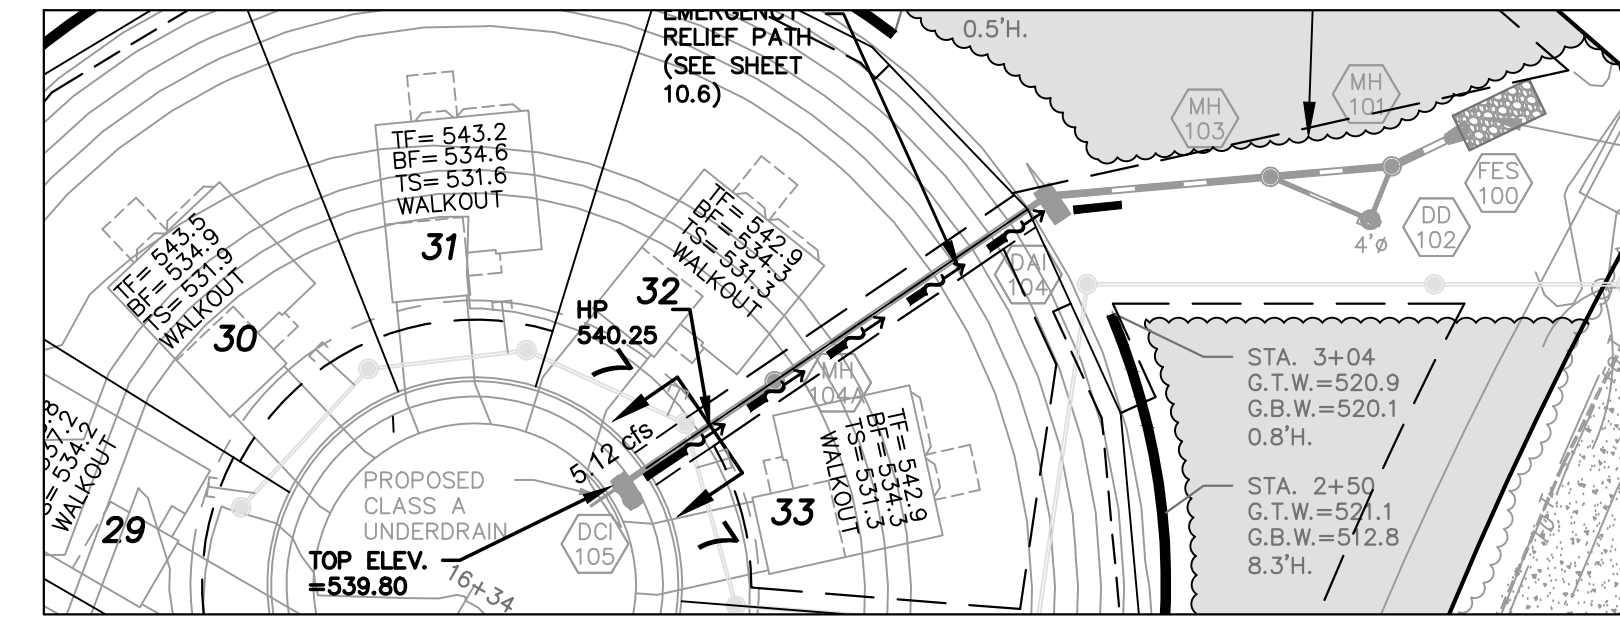 EMERGENCY
RELIEF PATH
(SEE SHEET
10.6)
0.5'H.
MH
103
MH
101
FES
100
DD
102
4'ø
DAI
104
TF= 543.2
BF= 534.6
TS= 531.6
WALKOUT
31
TF= 543.5
BF= 534.9
TS= 531.9
WALKOUT
30
TF= 542.9
BF= 534.3
TS= 531.3
WALKOUT
32
HP
540.25
7
MH
104A
5.12 cfs
TF= 542.9
BF= 534.3
TS= 531.3
WALKOUT
33
7
534.2
WALKOUT
29
PROPOSED
CLASS A
UNDERDRAIN
DCI
105
TOP ELEV.
=539.80
16+34
STA. 3+04
G.T.W.=520.9
G.B.W.=520.1
0.8'H.
STA. 2+50
G.T.W.=521.1
G.B.W.=512.8
8.3'H.